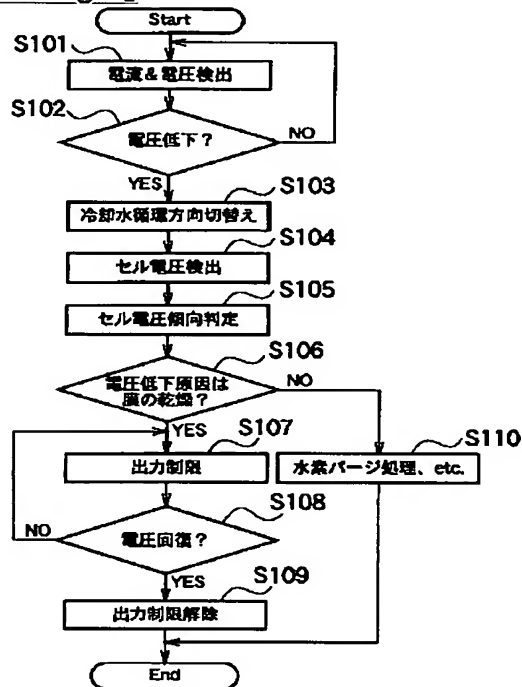 Start
S101
電流&電圧検出
S102
電圧低下?
NO
YES
S103
冷却水循環方向切替え
S104
セル電圧検出
S105
セル電圧傾向判定
S106
電圧低下原因は
膜の乾燥?
NO
YES
S107
出力制限
S110
水素パージ処理、etc.
S108
電圧回復?
NO
YES
S109
出力制限解除
End